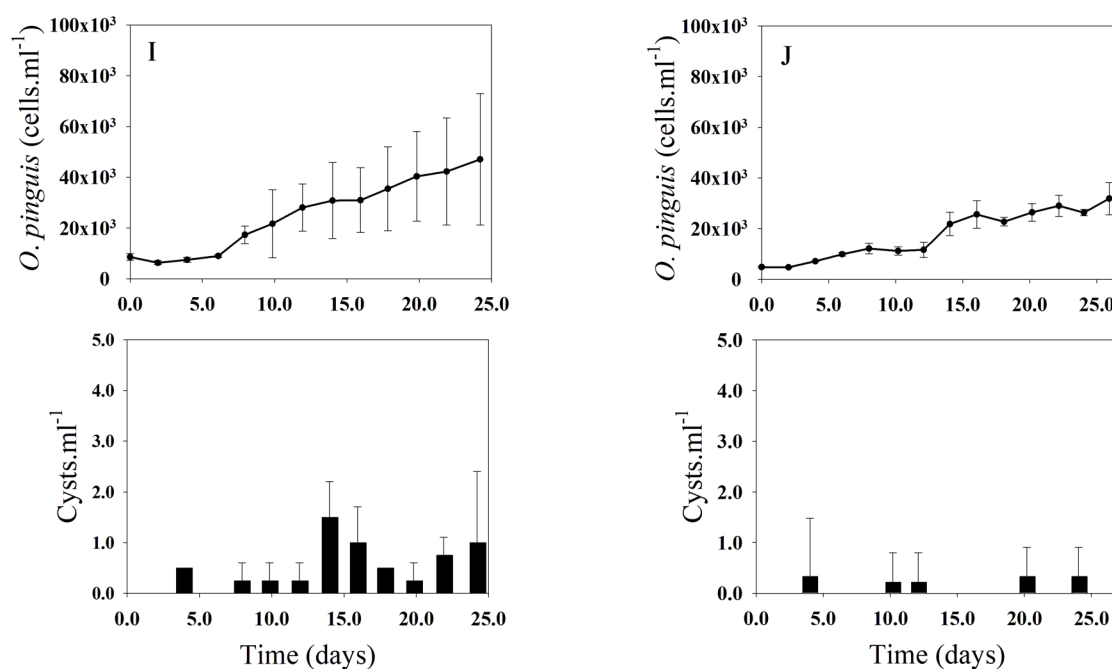 I
O. pinguis (cells.ml⁻¹)
100x10³
80x10³
60x10³
40x10³
20x10³
0
0.0 5.0 10.0 15.0 20.0 25.0
J
O. pinguis (cells.ml⁻¹)
100x10³
80x10³
60x10³
40x10³
20x10³
0
0.0 5.0 10.0 15.0 20.0 25.0
Cysts.ml⁻¹
5.0
4.0
3.0
2.0
1.0
0.0
0.0 5.0 10.0 15.0 20.0 25.0
Time (days)
Cysts.ml⁻¹
5.0
4.0
3.0
2.0
1.0
0.0
0.0 5.0 10.0 15.0 20.0 25.0
Time (days)